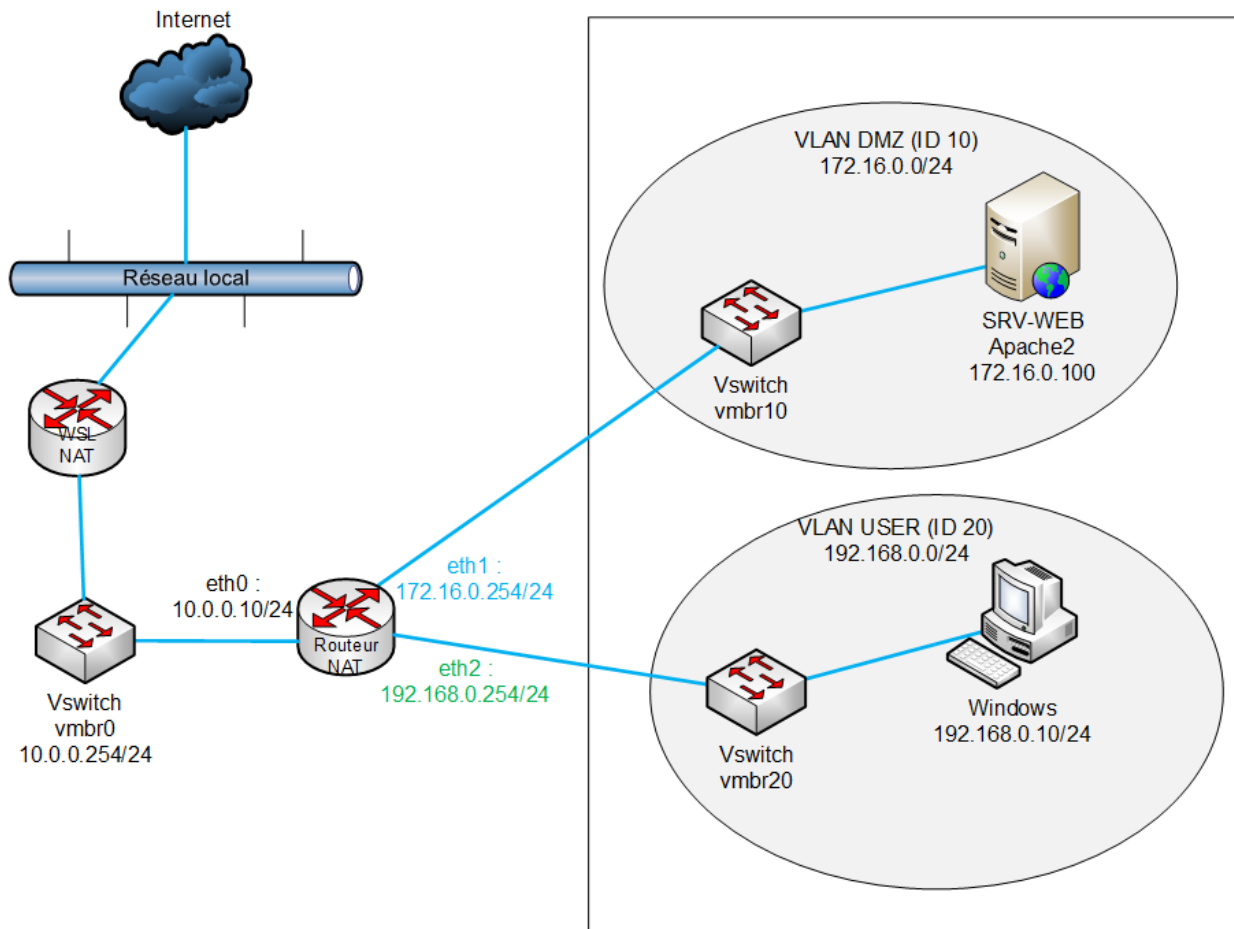 Internet
Réseau local
WSL
NAT
Vswitch
vmbr0
10.0.0.254/24
eth0 :
10.0.0.10/24
Routeur
NAT
eth1 :
172.16.0.254/24
eth2 :
192.168.0.254/24
VLAN DMZ (ID 10)
172.16.0.0/24
Vswitch
vmbr10
SRV-WEB
Apache2
172.16.0.100
VLAN USER (ID 20)
192.168.0.0/24
Vswitch
vmbr20
Windows
192.168.0.10/24